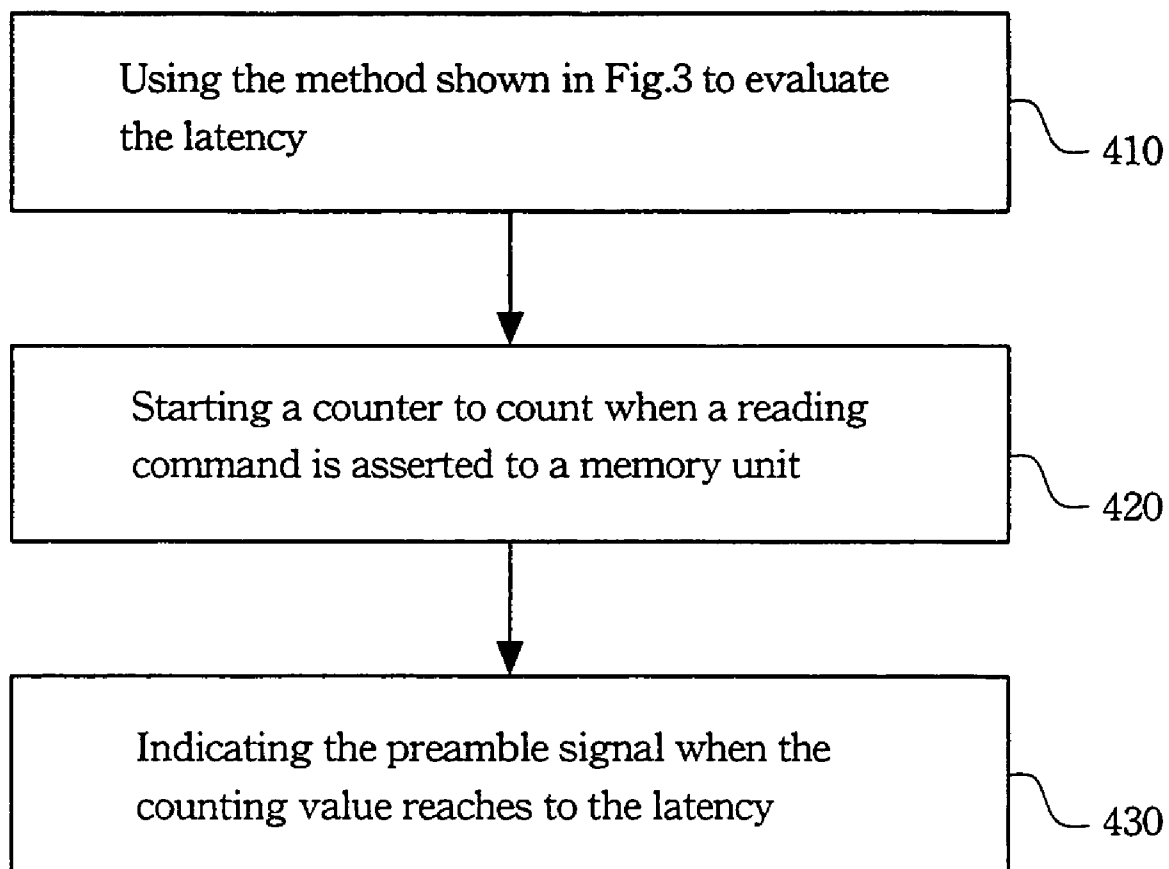 Using the method shown in Fig.3 to evaluate
the latency
410
Starting a counter to count when a reading
command is asserted to a memory unit
420
Indicating the preamble signal when the
counting value reaches to the latency
430